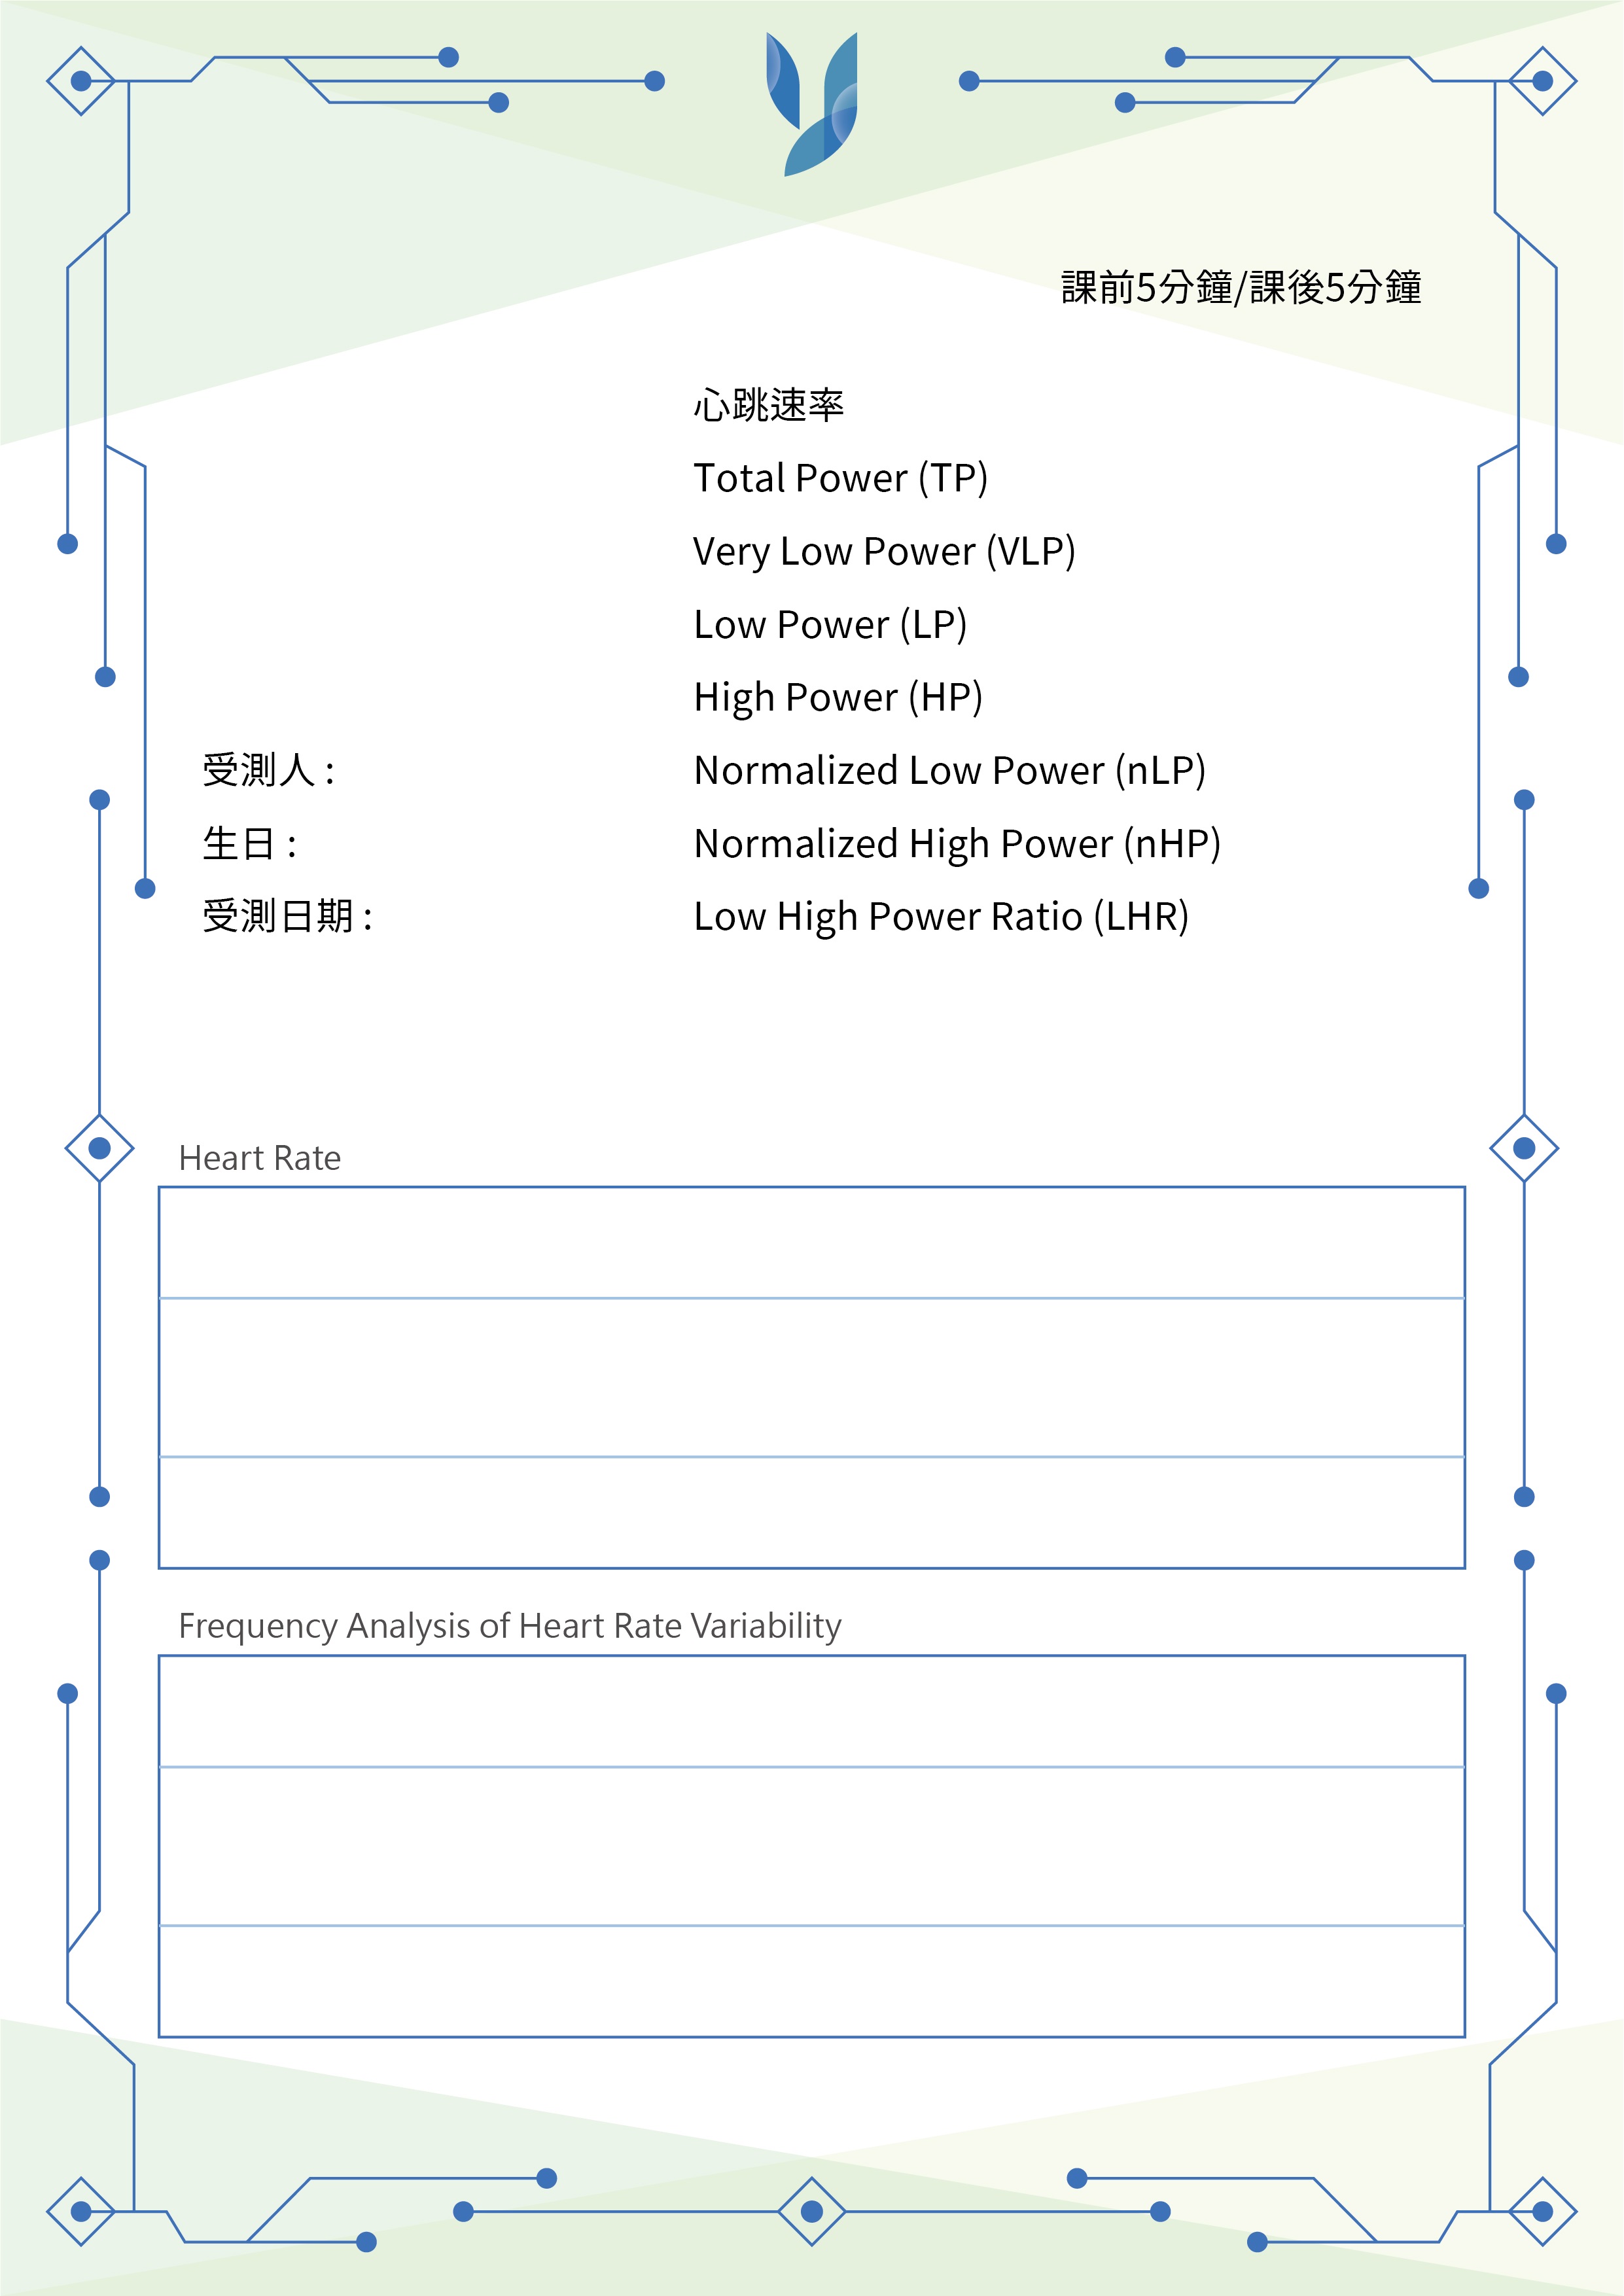 課前5分鐘/課後5分鐘
心跳速率
Total Power (TP)
Very Low Power (VLP)
Low Power (LP)
High Power (HP)
受測人 :
Normalized Low Power (nLP)
生日 :
Normalized High Power (nHP)
受測日期 :
Low High Power Ratio (LHR)
Heart Rate
Frequency Analysis of Heart Rate Variability